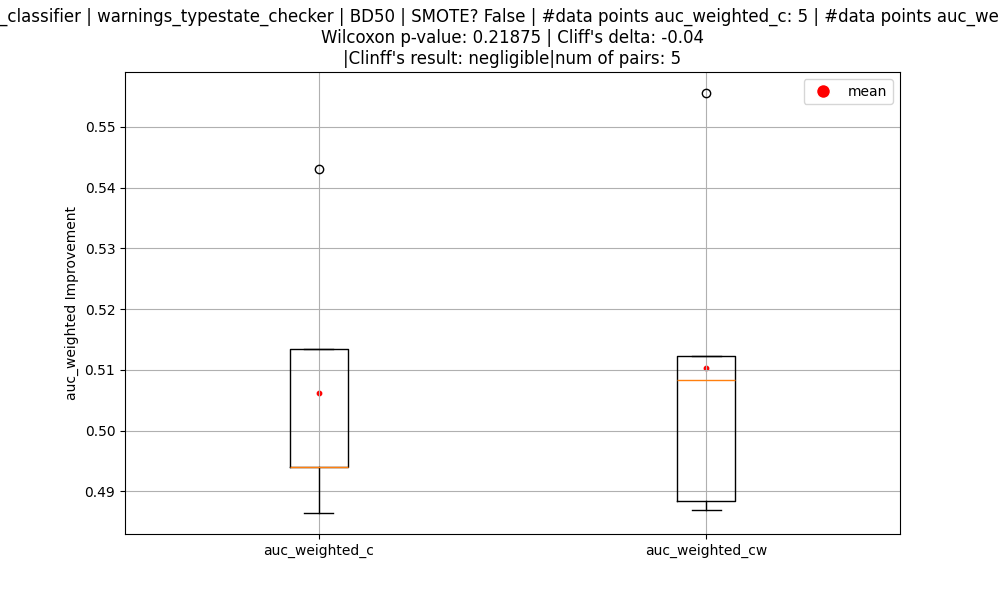 _classifier | warnings_typestate_checker | BD50 | SMOTE? False | #data points auc_weighted_c: 5 | #data points auc_we
Wilcoxon p-value: 0.21875 | Cliff's delta: -0.04
|Clinff's result: negligible|num of pairs: 5
mean
0.55
0.54
0.53
0.52
0.51
0.50
0.49
auc_weighted Improvement
auc_weighted_c
auc_weighted_cw